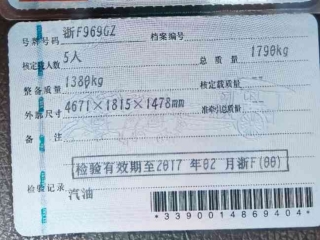 号牌号码 浙F969GZ 档案编号
核定载人数 5人 总质量 1790kg
整备质量 1380kg 核定载质量
外廓尺寸 4671×1815×1478 准牵引总质量
备注
检验有效期至2017年02月浙F(00)
检验记录
汽油
*3390014869404*